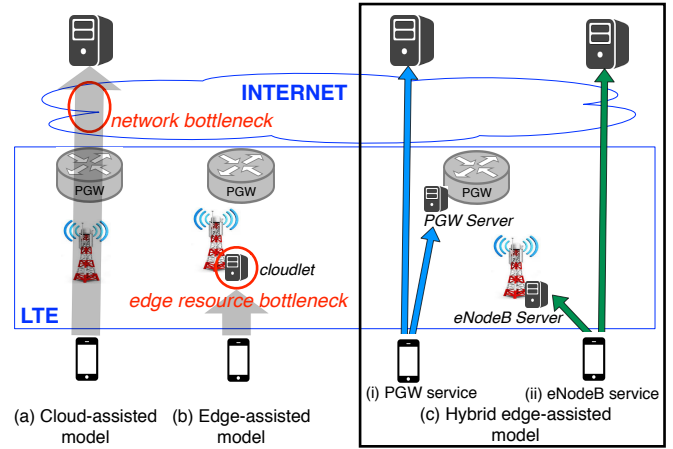 INTERNET
network bottleneck
PGW
PGW
PGW
PGW Server
cloudlet
edge resource bottleneck
eNodeB Server
LTE
(i) PGW service
(ii) eNodeB service
(a) Cloud-assisted
model
(b) Edge-assisted
model
(c) Hybrid edge-assisted
model